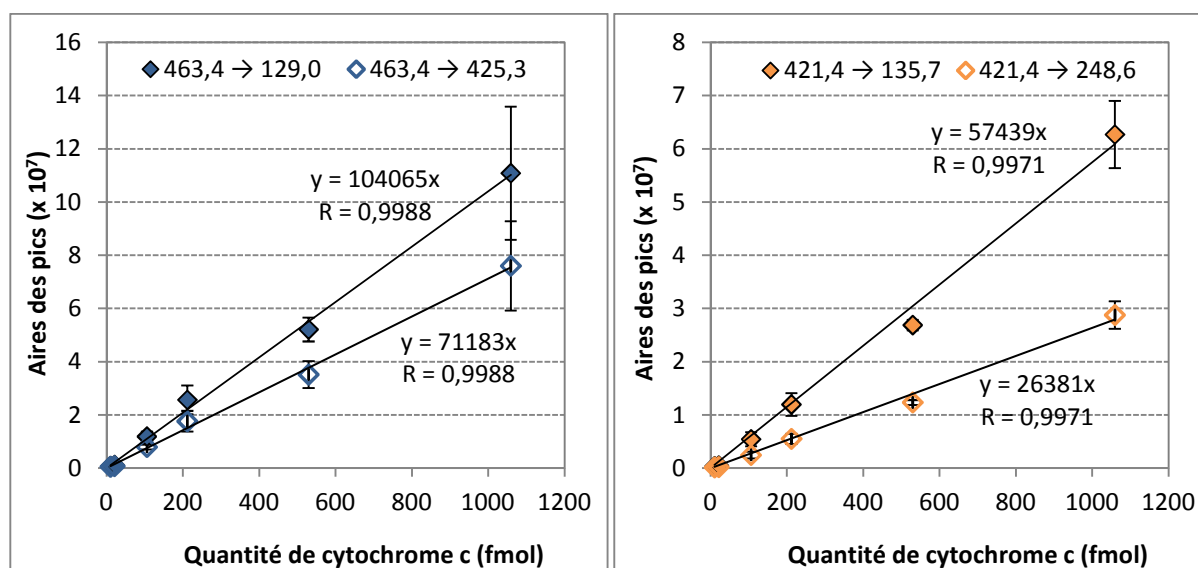 463,4 → 129,0 463,4 → 425,3
16
14
12
10
8
6
4
2
0
y = 104065x
R = 0,9988
y = 71183x
R = 0,9988
Aires des pics (x 10⁷)
0 200 400 600 800 1000 1200
Quantité de cytochrome c (fmol)
421,4 → 135,7 421,4 → 248,6
8
7
6
5
4
3
2
1
0
y = 57439x
R = 0,9971
y = 26381x
R = 0,9971
Aires des pics (x 10⁷)
0 200 400 600 800 1000 1200
Quantité de cytochrome c (fmol)